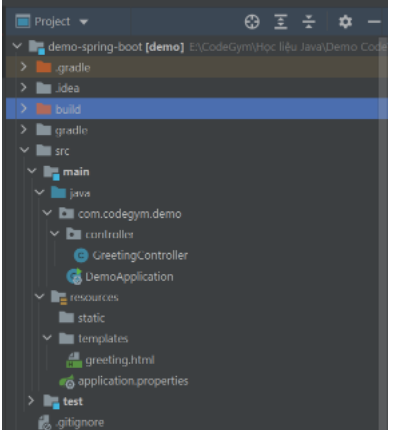 Project
demo-spring-boot [demo] E:\CodeGym\Học liệu Java\Demo Code
.gradle
.idea
build
gradle
src
main
java
com.codegym.demo
controller
GreetingController
DemoApplication
resources
static
templates
greeting.html
application.properties
test
.gitignore